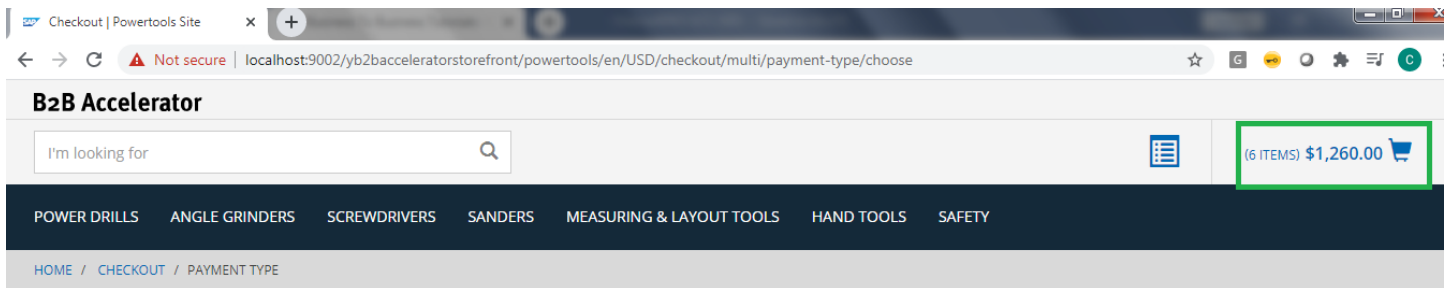 Checkout | Powertools Site
Not secure | localhost:9002/yb2bacceleratorstorefront/powertools/en/USD/checkout/multi/payment-type/choose
G
C
B2B Accelerator
I'm looking for
(6 ITEMS) $1,260.00
POWER DRILLS ANGLE GRINDERS SCREWDRIVERS SANDERS MEASURING & LAYOUT TOOLS HAND TOOLS SAFETY
HOME / CHECKOUT / PAYMENT TYPE